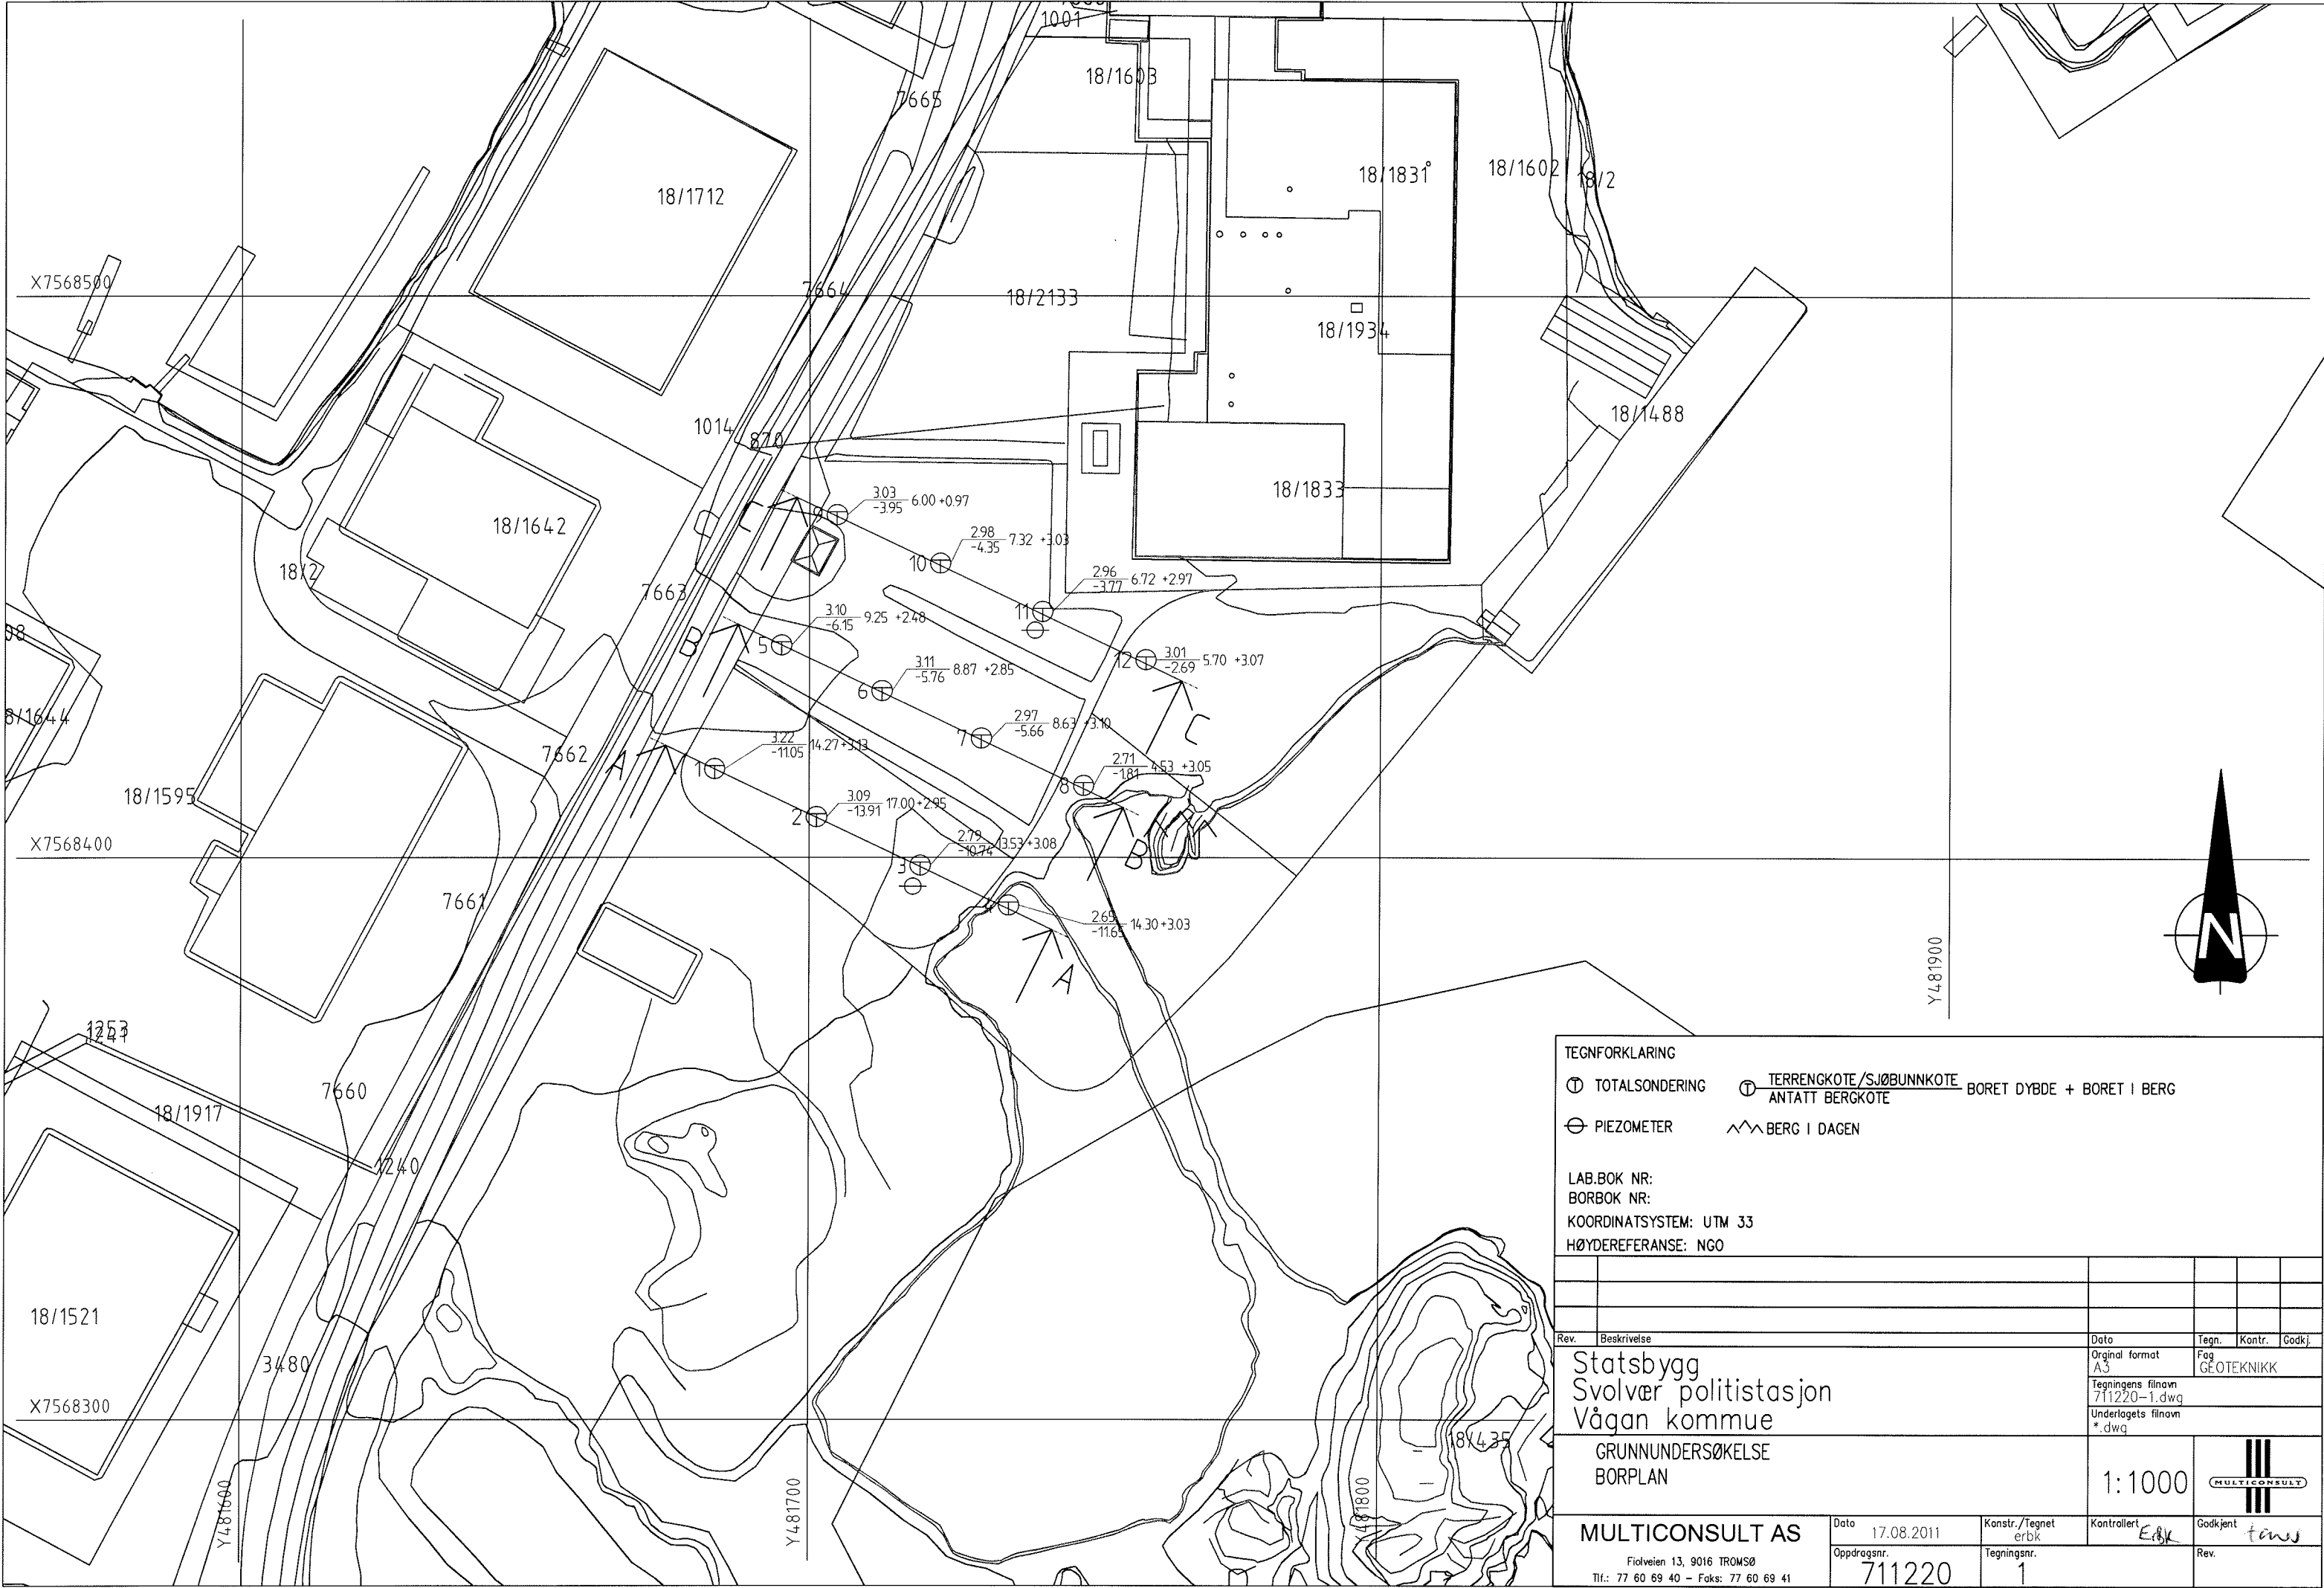 1001
18/1603
7665
18/1831
18/1602
18/2
18/1712
X7568500
7664
18/2133
18/1934
18/1488
1014
870
18/1833
18/1642
9
3.03
-3.95
6.00 +0.97
C
10
2.98
-4.35
7.32 +3.03
18/2
7663
11
2.96
-3.77
6.72 +2.97
B
5
3.10
-6.15
9.25 +2.48
12
3.01
-2.69
5.70 +3.07
6
3.11
-5.76
8.87 +2.85
C
7
2.97
-5.66
8.63 +3.10
8/1644
7662
A
1
3.22
-11.05
14.27+3.13
8
2.71
-1.81
4.53 +3.05
18/1595
2
3.09
-13.91
17.00+2.95
X7568400
3
2.79
-10.74
13.53+3.08
B
7661
4
2.65
-11.65
14.30+3.03
A
N
Y481900
1253
1241
7660
18/1917
1240
18/1521
3480
X7568300
18/435
Y481600
Y481700
Y481800
TEGNFORKLARING
TOTALSONDERING
TERRENGKOTE/SJØBUNNKOTE
ANTATT BERGKOTE
BORET DYBDE + BORET I BERG
PIEZOMETER
BERG I DAGEN
LAB.BOK NR:
BORBOK NR:
KOORDINATSYSTEM: UTM 33
HØYDEREFERANSE: NGO
Rev. Beskrivelse Dato Tegn. Kontr. Godkj.
Statsbygg
Svolvær politistasjon
Vågan kommue
Orginal format
A3
Fag
GEOTEKNIKK
Tegningens filnavn
711220-1.dwg
Underlagets filnavn
*.dwg
GRUNNUNDERSØKELSE
BORPLAN
1:1000
MULTICONSULT
MULTICONSULT AS
Fiolveien 13, 9016 TROMSØ
Tlf.: 77 60 69 40 - Faks: 77 60 69 41
Dato
17.08.2011
Konstr./Tegnet
erbk
Kontrollert
ErBK
Godkjent
Oppdragsnr.
711220
Tegningsnr.
1
Rev.